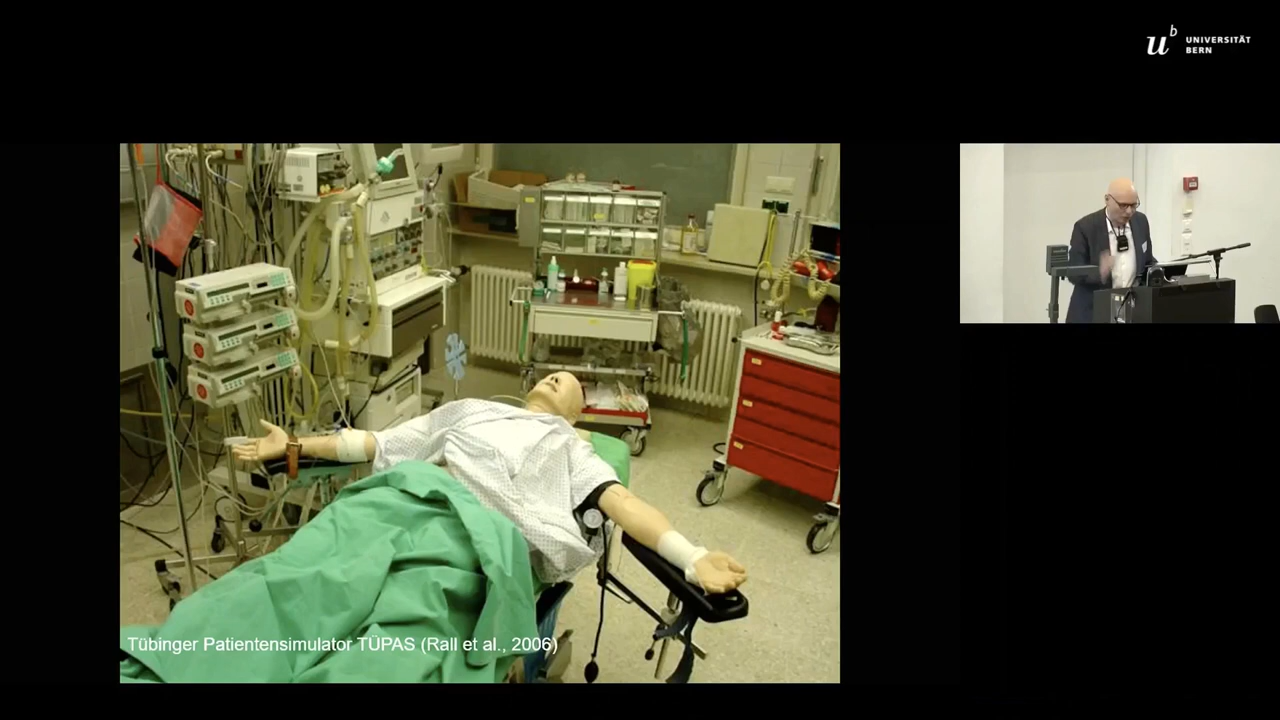 u
b
UNIVERSITÄT
BERN
Tübinger Patientensimulator TÜPAS (Rall et al., 2006)